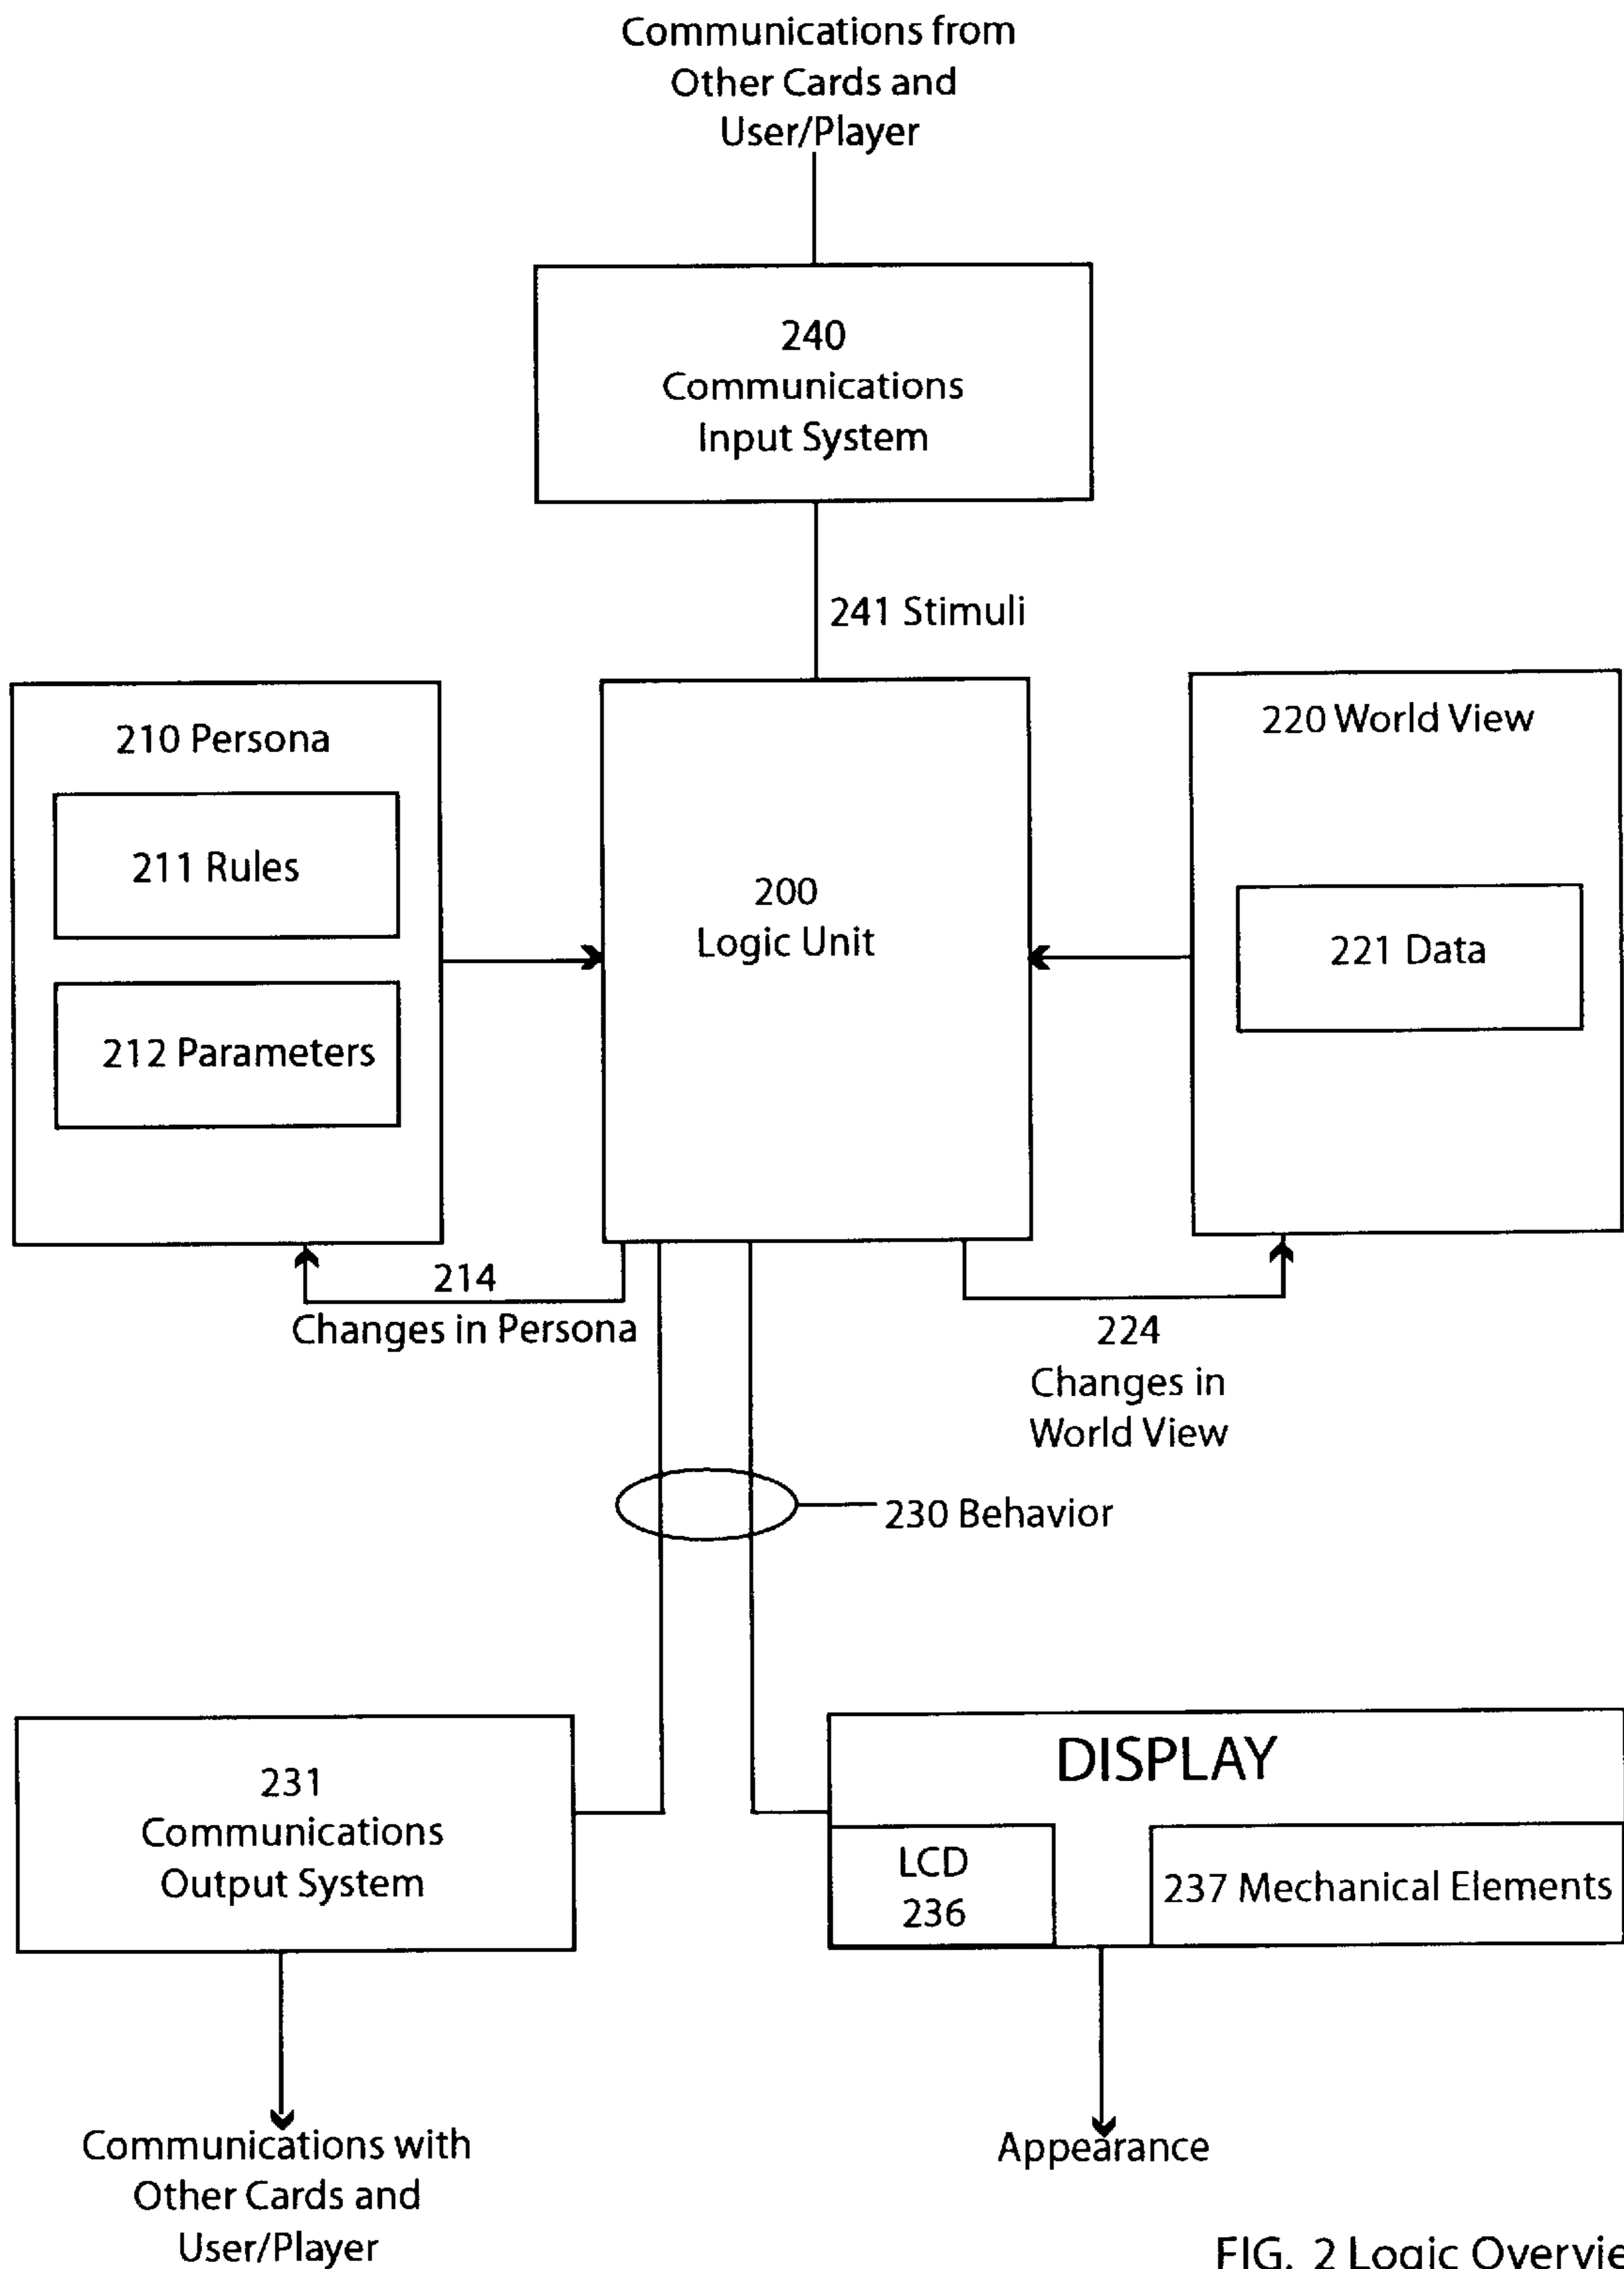 Communications from
Other Cards and
User/Player
240
Communications
Input System
241 Stimuli
210 Persona
211 Rules
212 Parameters
200
Logic Unit
220 World View
221 Data
214
Changes in Persona
224
Changes in
World View
230 Behavior
231
Communications
Output System
DISPLAY
LCD
236
237 Mechanical Elements
Communications with
Other Cards and
User/Player
Appearance
FIG. 2 Logic Overvie